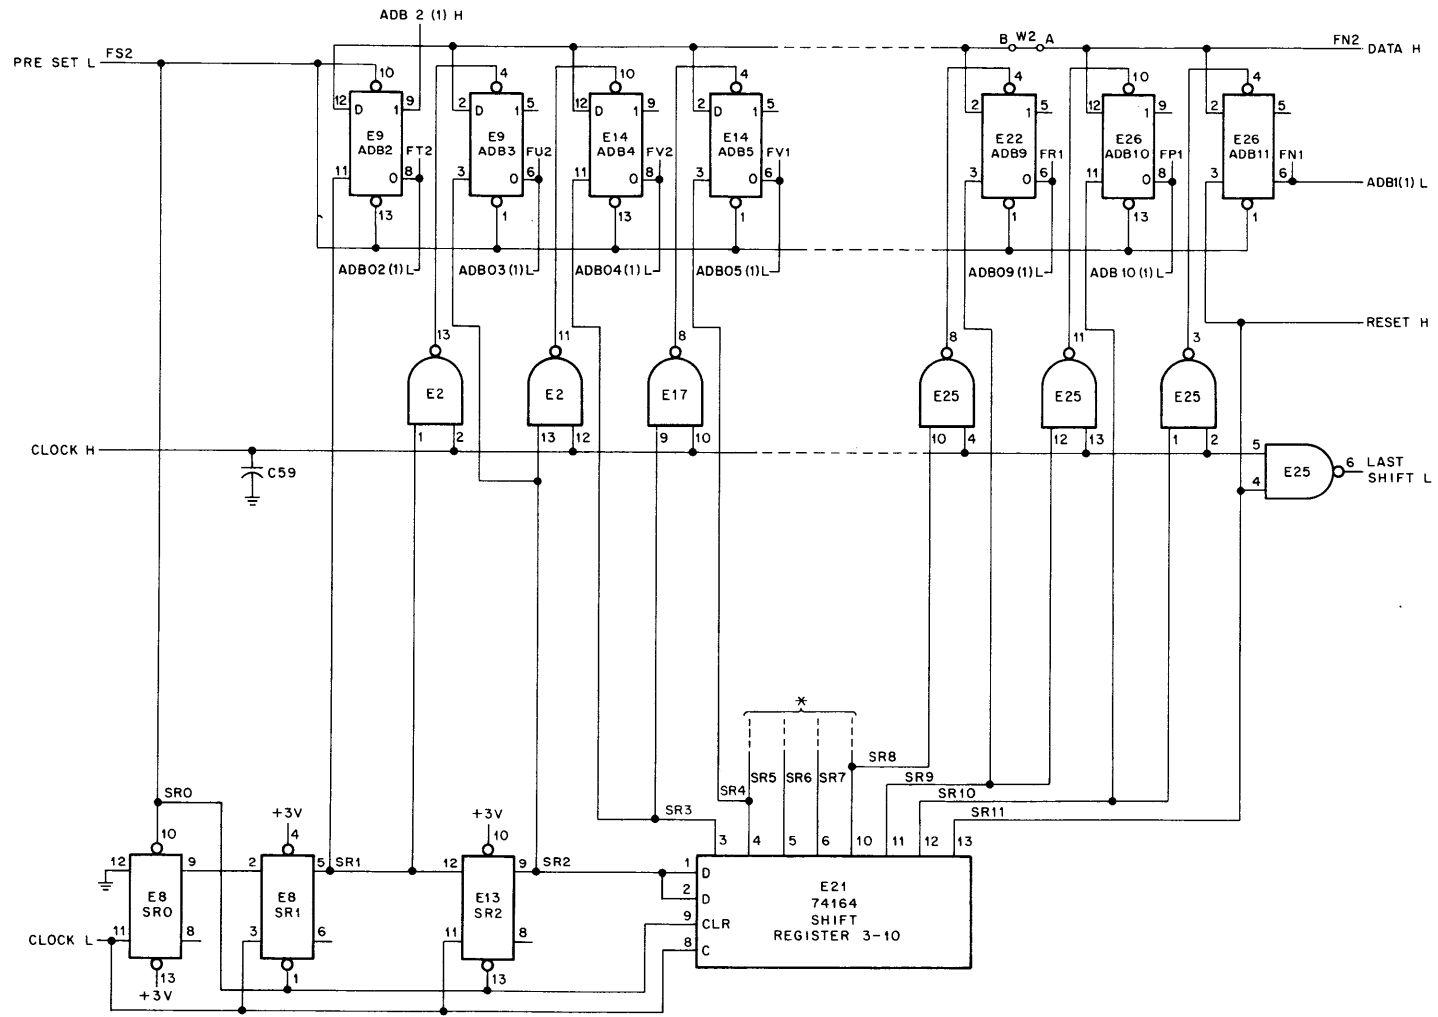 ADB 2 (1) H
PRE SET L FS2
B W2 A
FN2 DATA H
10 4 10 4 4 10 4
12 D 1 9
2 D 1 5
12 D 1 9
2 D 1 5
2 1 5
12 1 9
2 5
E9 ADB2
E9 ADB3
E14 ADB4
E14 ADB5
E22 ADB9
E26 ADB10
E26 ADB11
FT2 FU2 FV2 FV1 FR1 FP1 FN1
11 8
3 0 6
11 0 8
3 0 6
3 0 6
11 0 8
3 6
ADB1(1) L
13 1 13 1 1 13 1
ADB02(1)L
ADB03(1)L
ADB04(1)L
ADB05(1)L
ADB09(1)L
ADB10(1)L
RESET H
13 11 8 8 11 3
E2 E2 E17 E25 E25 E25
1 2 13 12 9 10 10 4 12 13 1 2
CLOCK H
C59
5
4
E25
6 LAST
SHIFT L
*
SR8
SR5 SR6 SR7
SR9
SR4
SR10
SR3
SR11
SR0
+3V
+3V
10 4 10
3 4 5 6 10 11 12 13
12 9 2 5 SR1 12 9 SR2
1 D
2 D
9 CLR
8 C
E8
SR0
E8
SR1
E13
SR2
E21
74164
SHIFT
REGISTER 3-10
CLOCK L 11 8 3 6 11 8
13 1 13
+3V